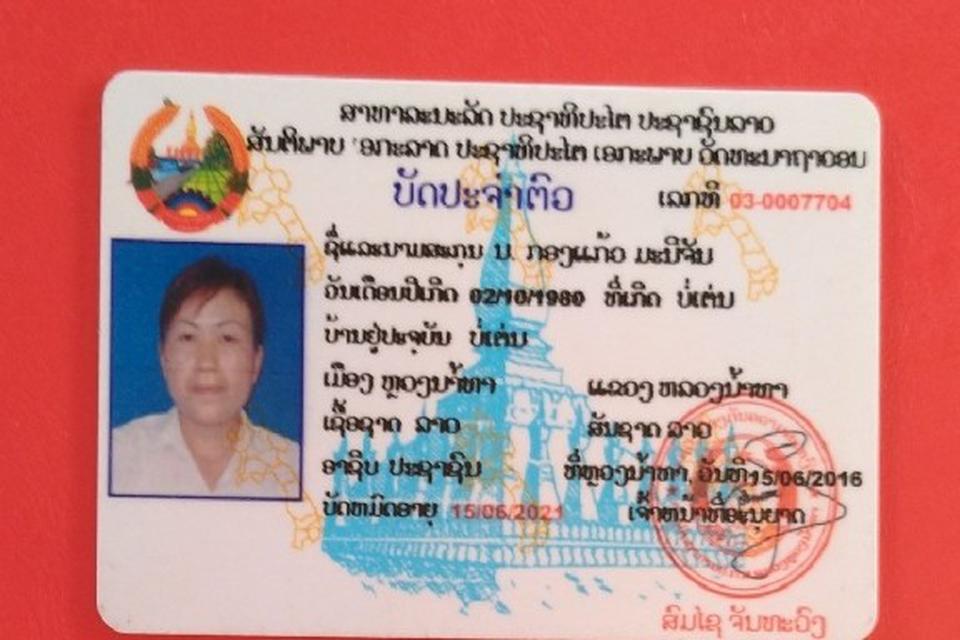 ສາທາລະນະລັດ ປະຊາທິປະໄຕ ປະຊາຊົນລາວ
ສັນຕິພາບ ເອກະລາດ ປະຊາທິປະໄຕ ເອກະພາບ ວັດທະນາຖາວອນ
ບັດປະຈຳຕົວ
ເລກທີ 03-0007704
ຊື່ແລະນາມສະກຸນ ນ. ກອງແກ້ວ ມະນີຈັນ
ວັນເດືອນປີເກີດ 02/10/1980 ທີ່ເກີດ ບໍ່ເຕ່ນ
ບ້ານຢູ່ປະຈຸບັນ ບໍ່ເຕ່ນ
ເມືອງ ຫຼວງນ້ຳທາ ແຂວງ ຫລວງນ້ຳທາ
ເຊື້ອຊາດ ລາວ ສັນຊາດ ລາວ
ອາຊີບ ປະຊາຊົນ ທີ່ຫຼວງນ້ຳທາ, ວັນທີ 15/06/2016
ບັດຫມົດອາຍຸ 15/06/2021 ເຈົ້າຫນ້າທີ່ອະນຸຍາດ
ສົມໄຊ ຈັນທະວົງ